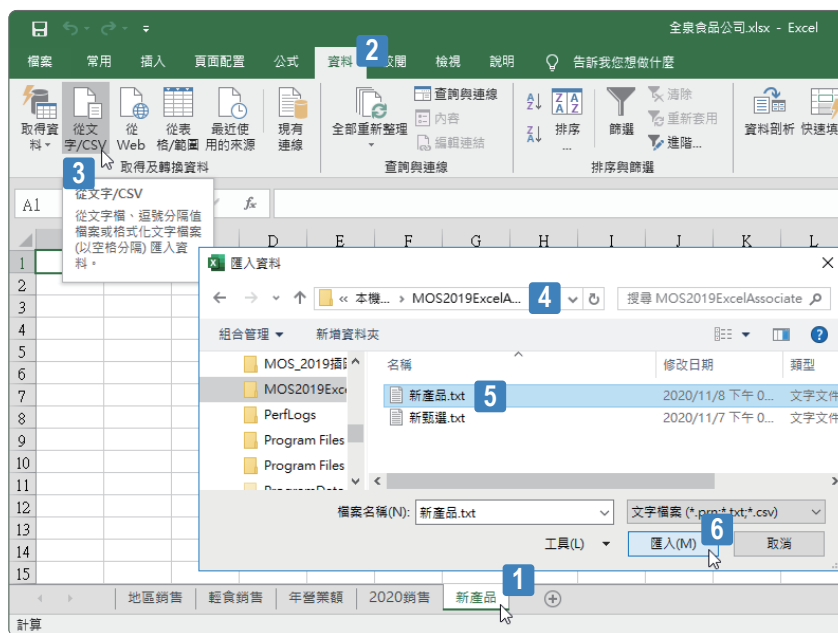 全泉食品公司.xlsx - Excel
檔案 常用 插入 頁面配置 公式 資料 2 校閱 檢視 說明 告訴我您想做什麼
取得資料 從文字/CSV 從 Web 從表格/範圍 最近使用的來源 現有連線
取得及轉換資料
全部重新整理
查詢與連線
內容
編輯連結
查詢與連線
排序... 篩選
清除
重新套用
進階...
排序與篩選
資料剖析 快速填
3
A1 fx
從文字/CSV
從文字檔、逗號分隔值
檔案或格式化文字檔案
(以空格分隔) 匯入資
料。
D E F G H I J K L
1
2
3
4
5
6
7
8
9
10
11
12
13
14
15
匯入資料
« 本機... › MOS2019ExcelA... 4 搜尋 MOS2019ExcelAssociate
組合管理 新增資料夾
MOS_2019插圖
MOS2019Exce
PerfLogs
Program Files
Program Files
ProgramData
名稱 修改日期 類型
新產品.txt 5 2020/11/8 下午 0... 文字文件
新甄選.txt 2020/11/7 下午 0... 文字文件
檔案名稱(N): 新產品.txt 文字檔案 (*.prn;*.txt;*.csv)
工具(L) 匯入(M) 6 取消
地區銷售 輕食銷售 年營業額 2020銷售 新產品 1
計算